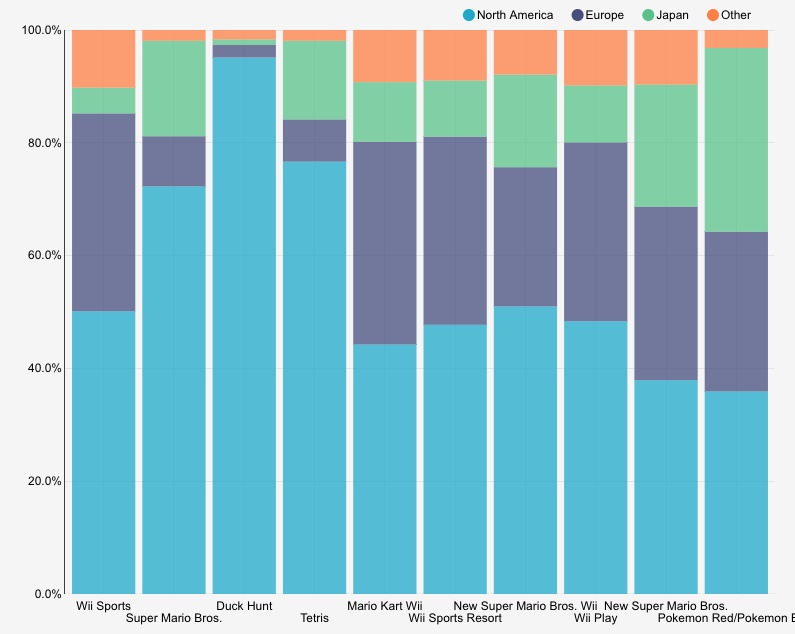 North America Europe Japan Other
100.0%
80.0%
60.0%
40.0%
20.0%
0.0%
Wii Sports Duck Hunt Mario Kart Wii New Super Mario Bros. Wii New Super Mario Bros.
Super Mario Bros. Tetris Wii Sports Resort Wii Play Pokemon Red/Pokemon